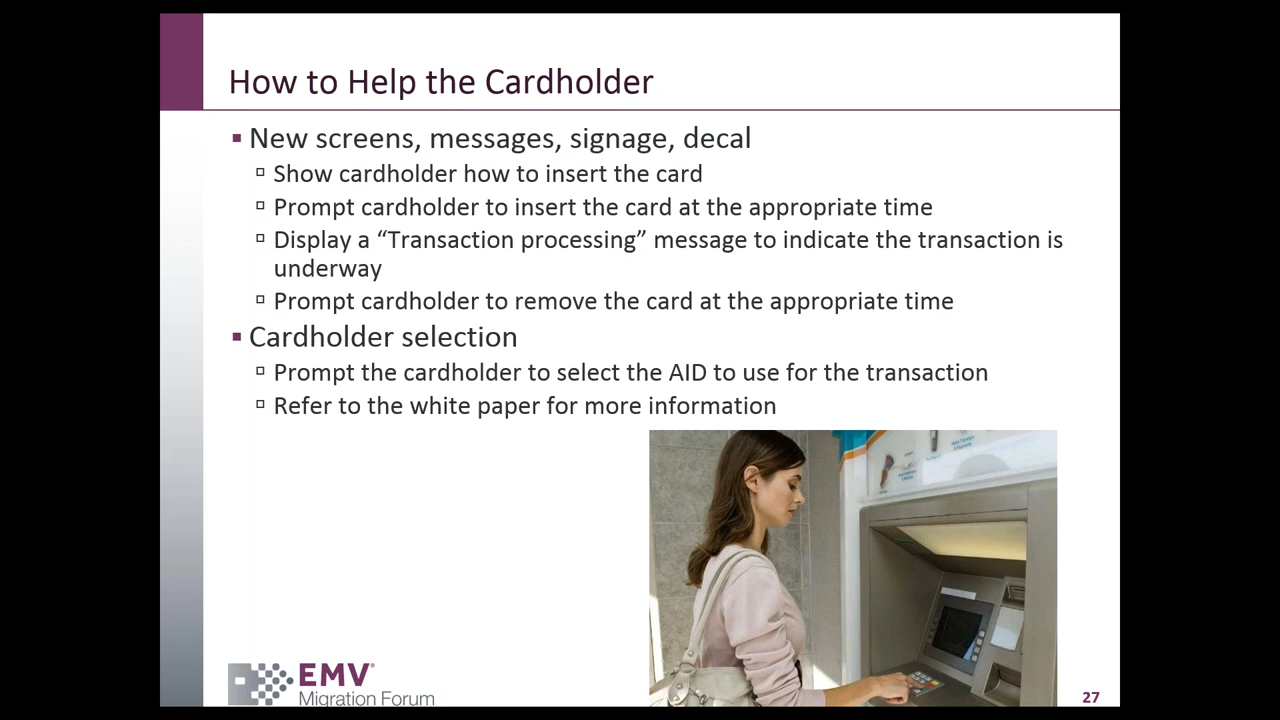 How to Help the Cardholder
New screens, messages, signage, decal
Show cardholder how to insert the card
Prompt cardholder to insert the card at the appropriate time
Display a “Transaction processing” message to indicate the transaction is
underway
Prompt cardholder to remove the card at the appropriate time
Cardholder selection
Prompt the cardholder to select the AID to use for the transaction
Refer to the white paper for more information
EMV®
Migration Forum
27